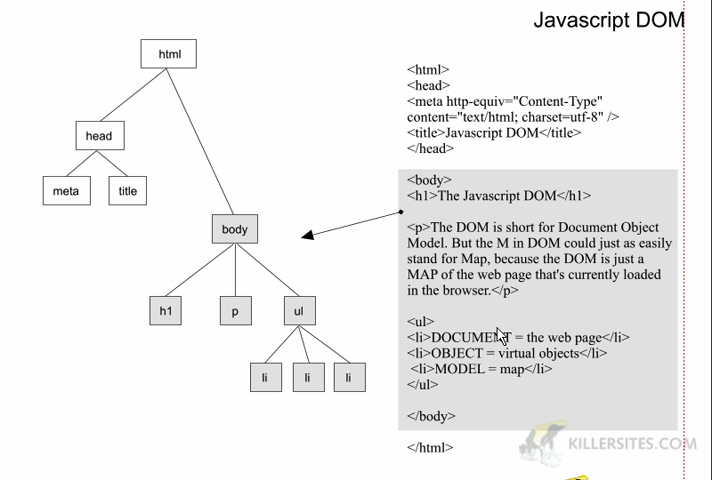 Javascript DOM
html
head
meta
title
body
h1
p
ul
li
li
li
<html>
<head>
<meta http-equiv="Content-Type"
content="text/html; charset=utf-8" />
<title>Javascript DOM</title>
</head>
<body>
<h1>The Javascript DOM</h1>
<p>The DOM is short for Document Object
Model. But the M in DOM could just as easily
stand for Map, because the DOM is just a
MAP of the web page that's currently loaded
in the browser.</p>
<ul>
<li>DOCUMENT = the web page</li>
<li>OBJECT = virtual objects</li>
<li>MODEL = map</li>
</ul>
</body>
</html>
KILLERSITES.COM